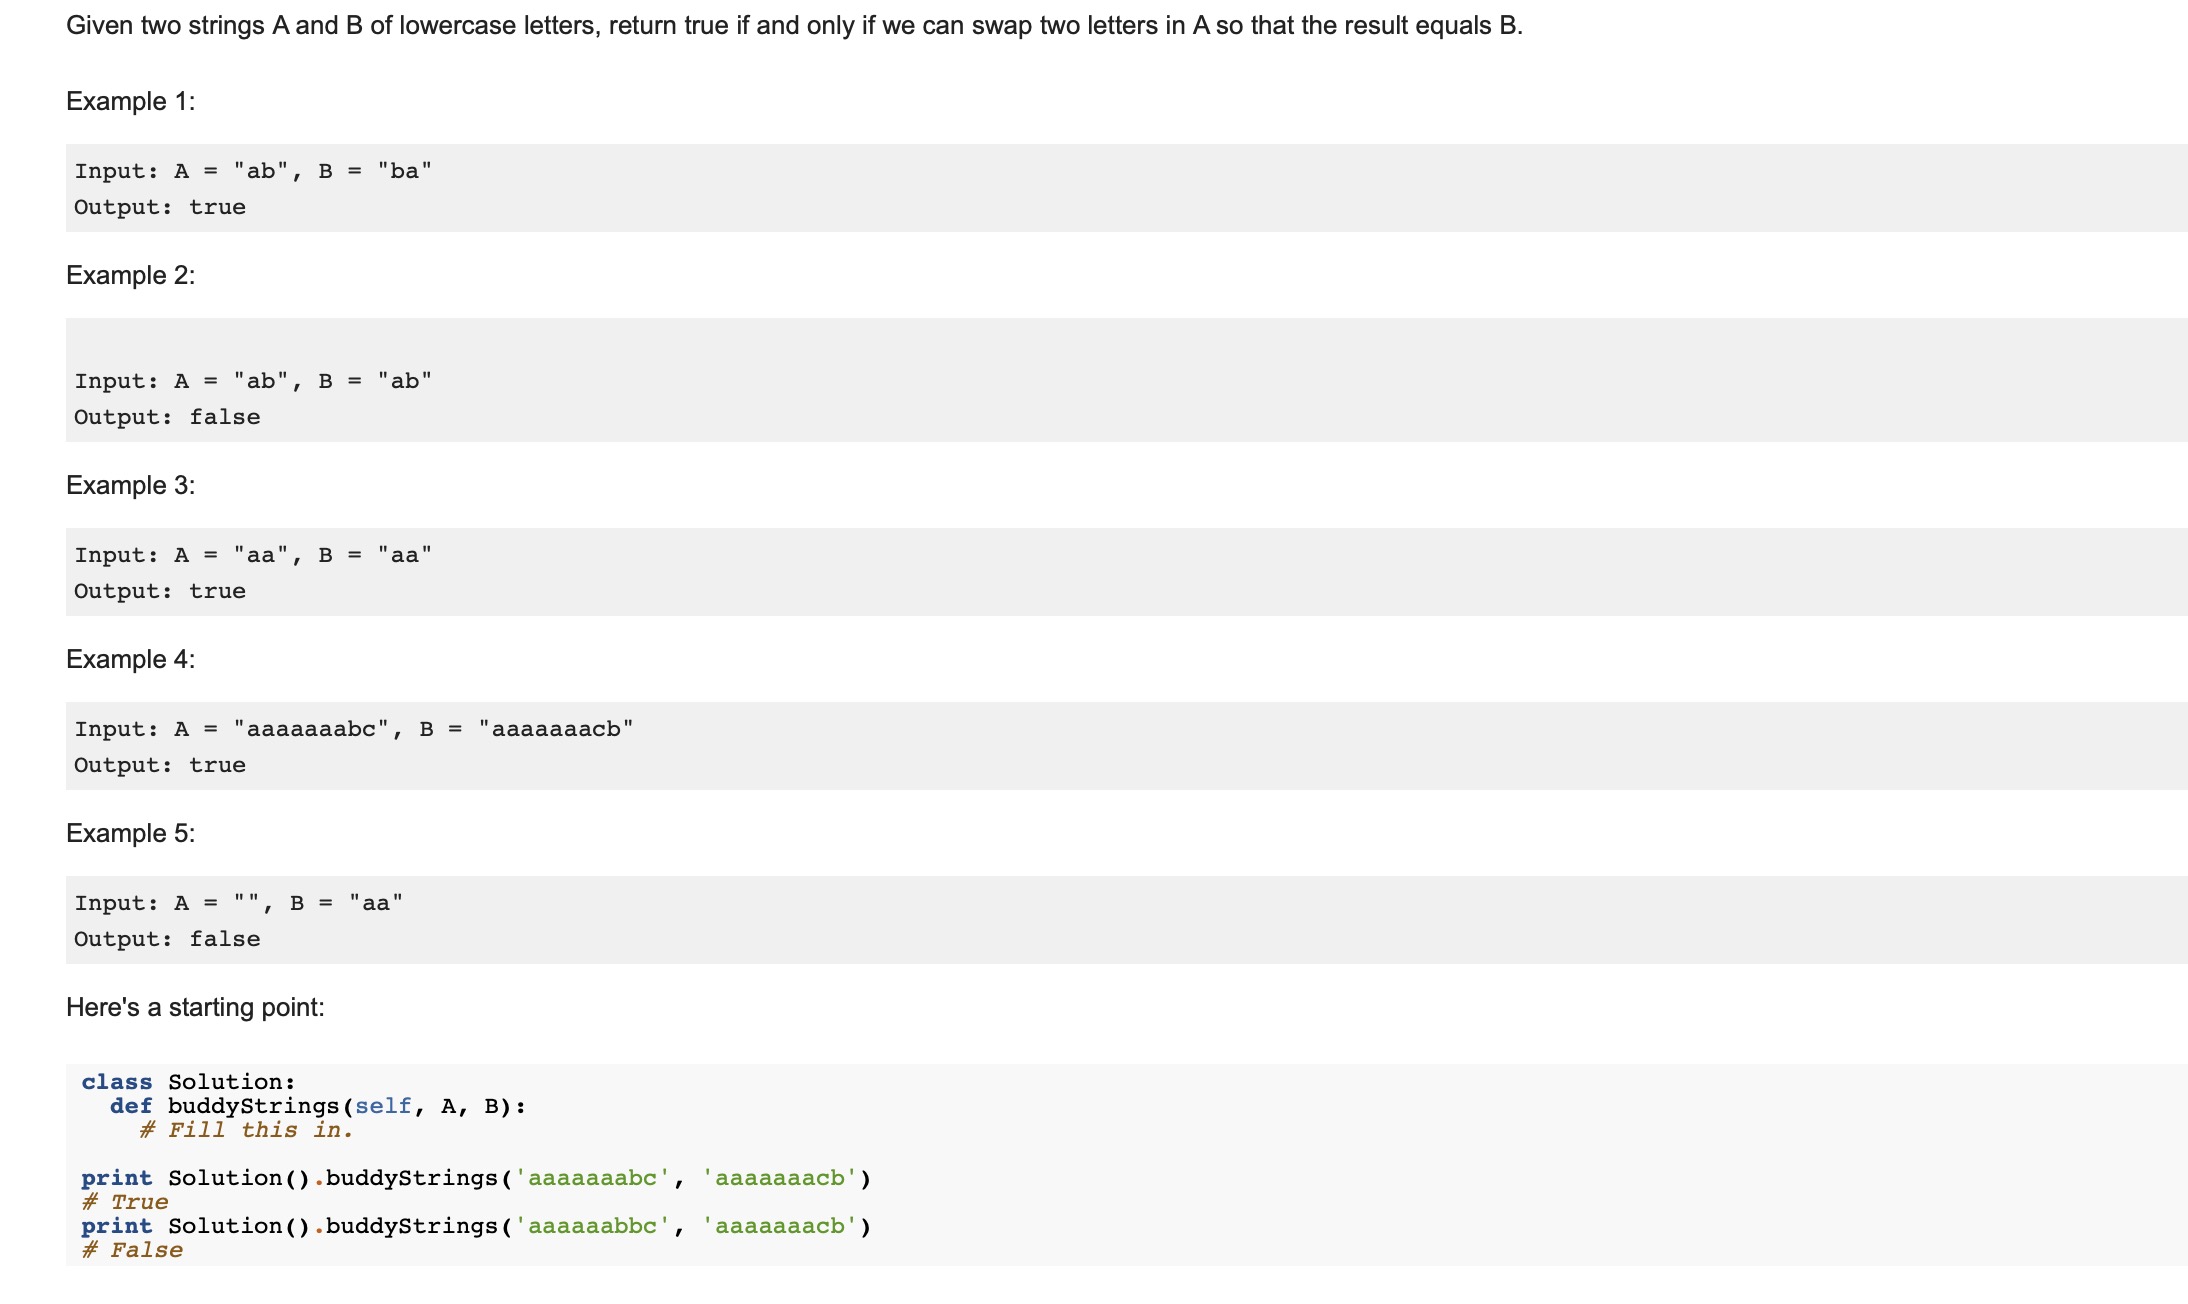 Given two strings A and B of lowercase letters, return true if and only if we can swap two letters in A so that the result equals B.
Example 1:
Input: A = "ab", B = "ba"
Output: true
Example 2:
Input: A = "ab", B = "ab"
Output: false
Example 3:
Input: A = "aa", B = "aa"
Output: true
Example 4:
Input: A = "aaaaaaabc", B = "aaaaaaacb"
Output: true
Example 5:
Input: A = "", B = "aa"
Output: false
Here's a starting point:
class Solution:
  def buddyStrings(self, A, B):
    # Fill this in.
print Solution().buddyStrings('aaaaaaabc', 'aaaaaaacb')
# True
print Solution().buddyStrings('aaaaaabbc', 'aaaaaaacb')
# False